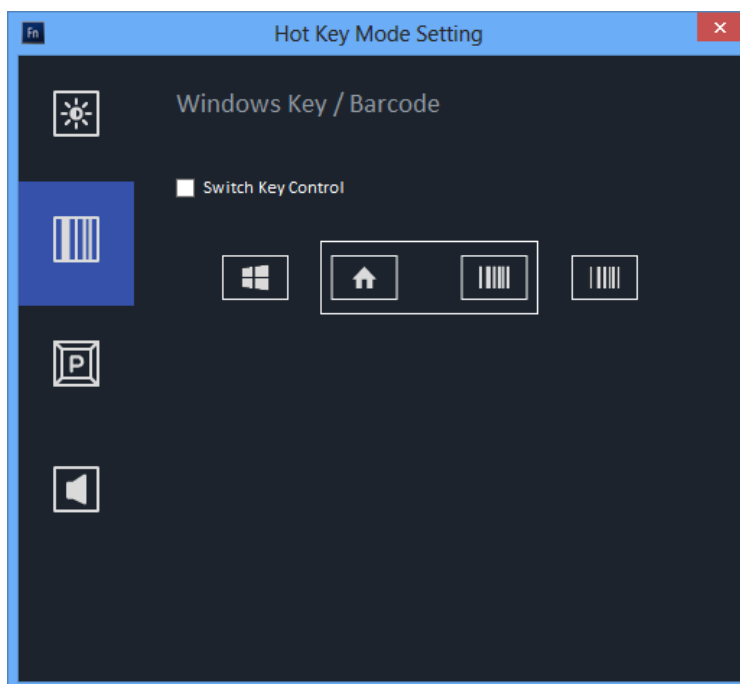 Fn
Hot Key Mode Setting
Windows Key / Barcode
Switch Key Control
P